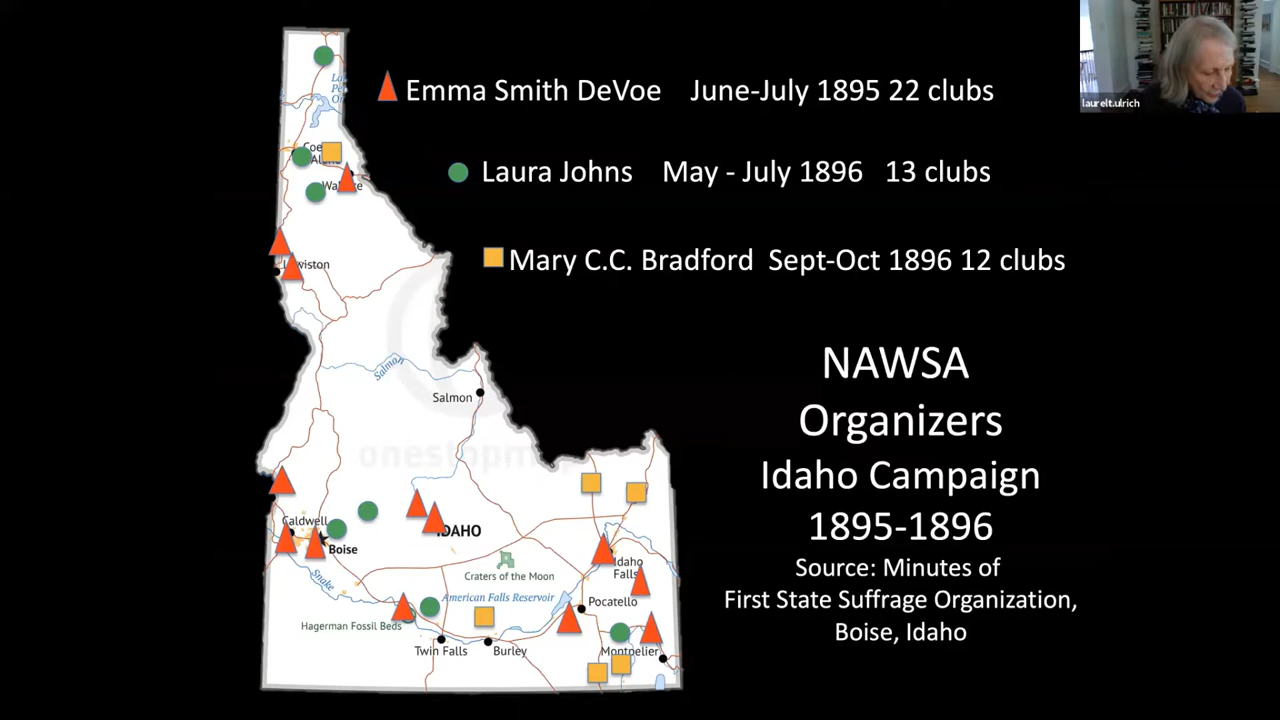 Emma Smith DeVoe June-July 1895 22 clubs
Laura Johns May - July 1896 13 clubs
Mary C.C. Bradford Sept-Oct 1896 12 clubs
NAWSA
Organizers
Idaho Campaign
1895-1896
Source: Minutes of
First State Suffrage Organization,
Boise, Idaho
laurelt.ulrich
Salmon
Salmon
onestopmap
Caldwell
IDAHO
Boise
Craters of the Moon
Idaho
Falls
Snake
American Falls Reservoir
Pocatello
Hagerman Fossil Beds
Twin Falls
Burley
Montpelier